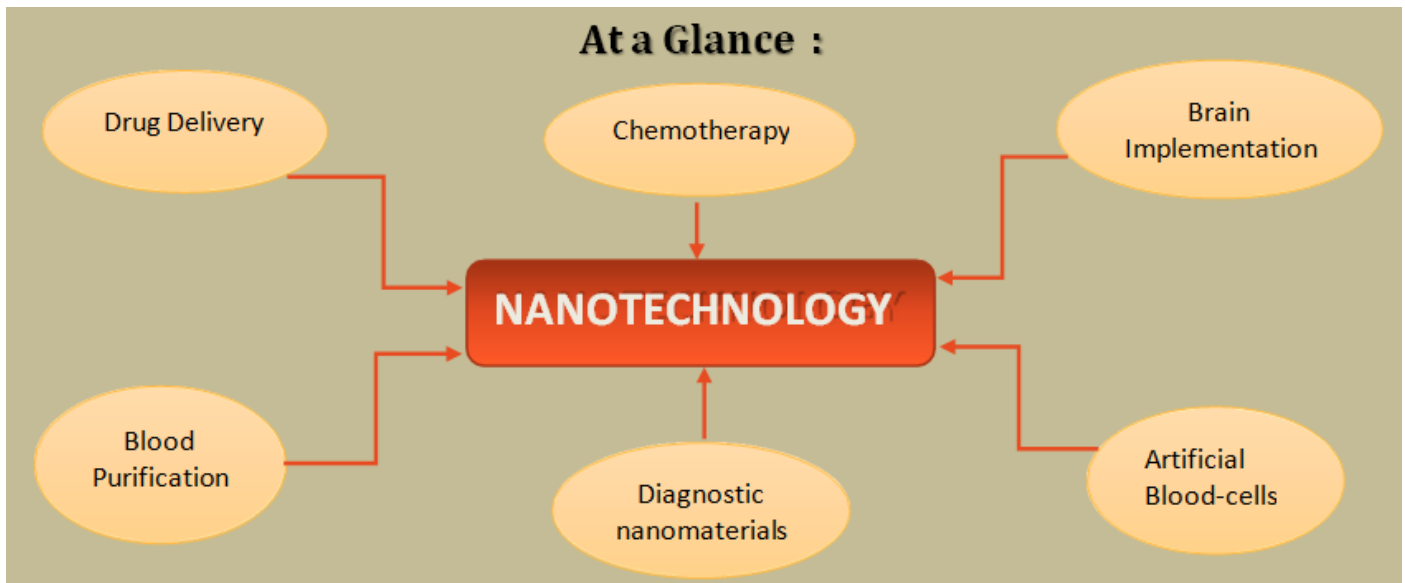 At a Glance :
Drug Delivery
Chemotherapy
Brain
Implementation
NANOTECHNOLOGY
Blood
Purification
Diagnostic
nanomaterials
Artificial
Blood-cells